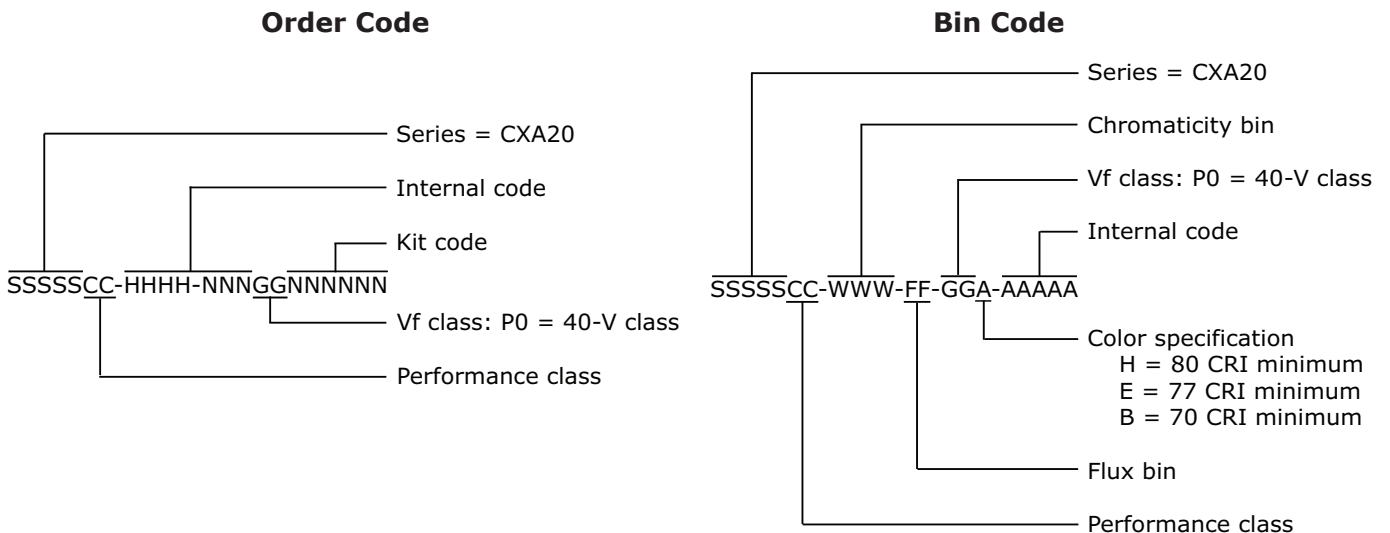 Order Code
Series = CXA20
Internal code
Kit code
SSSSSCC-HHHH-NNNGGNNNNNN
Vf class: P0 = 40-V class
Performance class
Bin Code
Series = CXA20
Chromaticity bin
Vf class: P0 = 40-V class
Internal code
SSSSSCC-WWW-FF-GGA-AAAAA
Color specification
H = 80 CRI minimum
E = 77 CRI minimum
B = 70 CRI minimum
Flux bin
Performance class